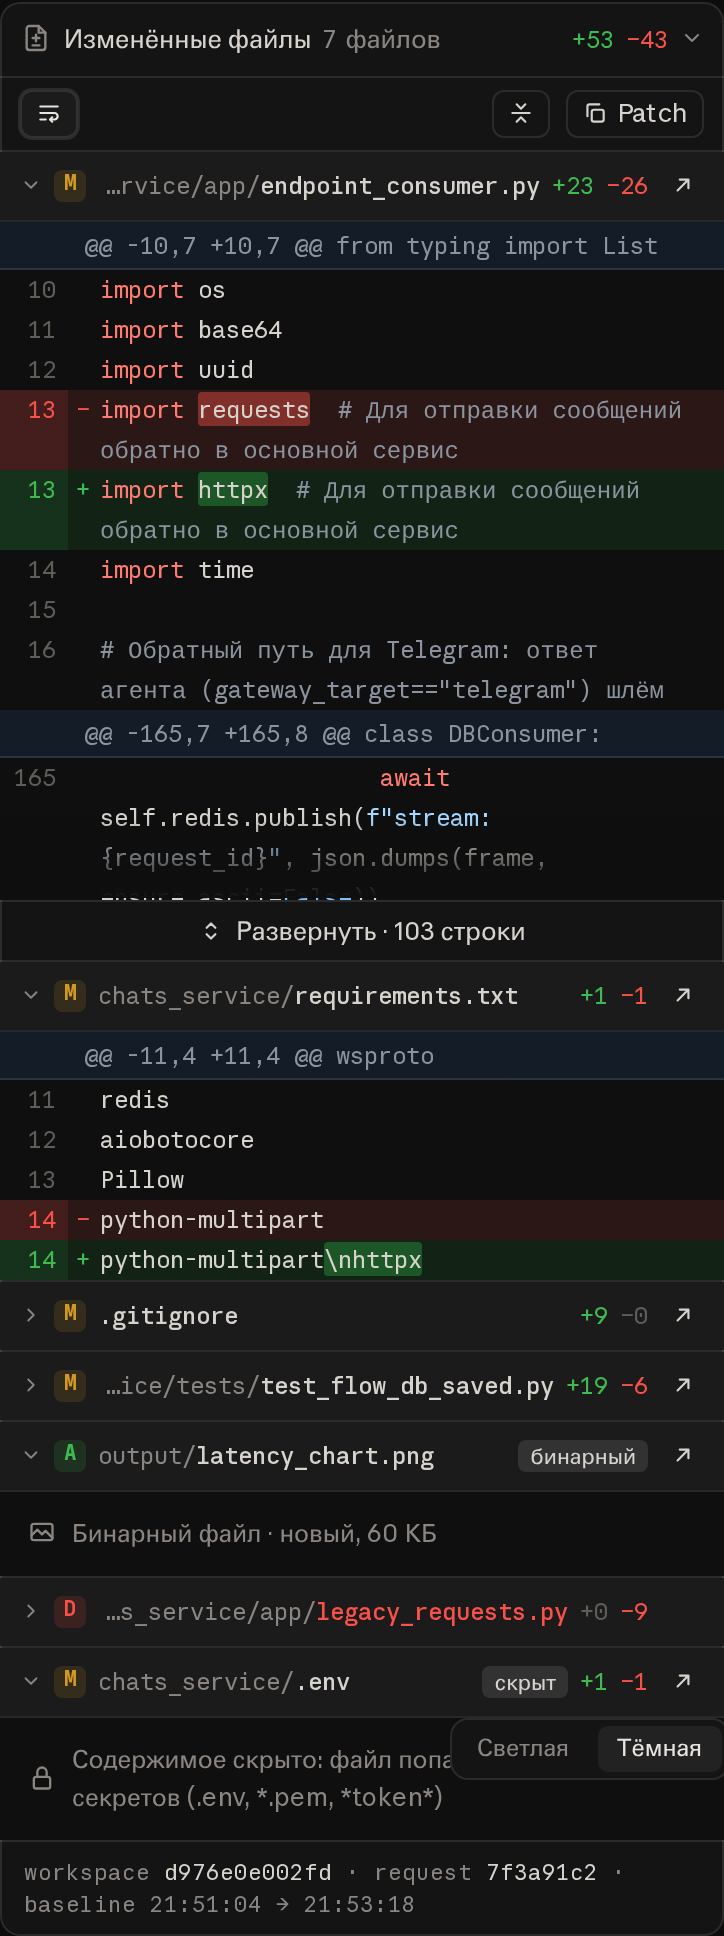 Изменённые файлы 7 файлов +53 −43
Patch
M …rvice/app/endpoint_consumer.py +23 −26
@@ -10,7 +10,7 @@ from typing import List
10 import os
11 import base64
12 import uuid
13 − import requests # Для отправки сообщений
обратно в основной сервис
13 + import httpx # Для отправки сообщений
обратно в основной сервис
14 import time
15
16 # Обратный путь для Telegram: ответ
агента (gateway_target=="telegram") шлём
@@ -165,7 +165,8 @@ class DBConsumer:
165 await
self.redis.publish(f"stream:
{request_id}", json.dumps(frame,
ensure_ascii=False))
Развернуть · 103 строки
M chats_service/requirements.txt +1 −1
@@ -11,4 +11,4 @@ wsproto
11 redis
12 aiobotocore
13 Pillow
14 − python-multipart
14 + python-multipart\nhttpx
M .gitignore +9 −0
M …ice/tests/test_flow_db_saved.py +19 −6
A output/latency_chart.png бинарный
Бинарный файл · новый, 60 КБ
D …s_service/app/legacy_requests.py +0 −9
M chats_service/.env скрыт +1 −1
Светлая Тёмная
Содержимое скрыто: файл
секретов (.env, *.pem, *token*)
workspace d976e0e002fd · request 7f3a91c2 ·
baseline 21:51:04 → 21:53:18